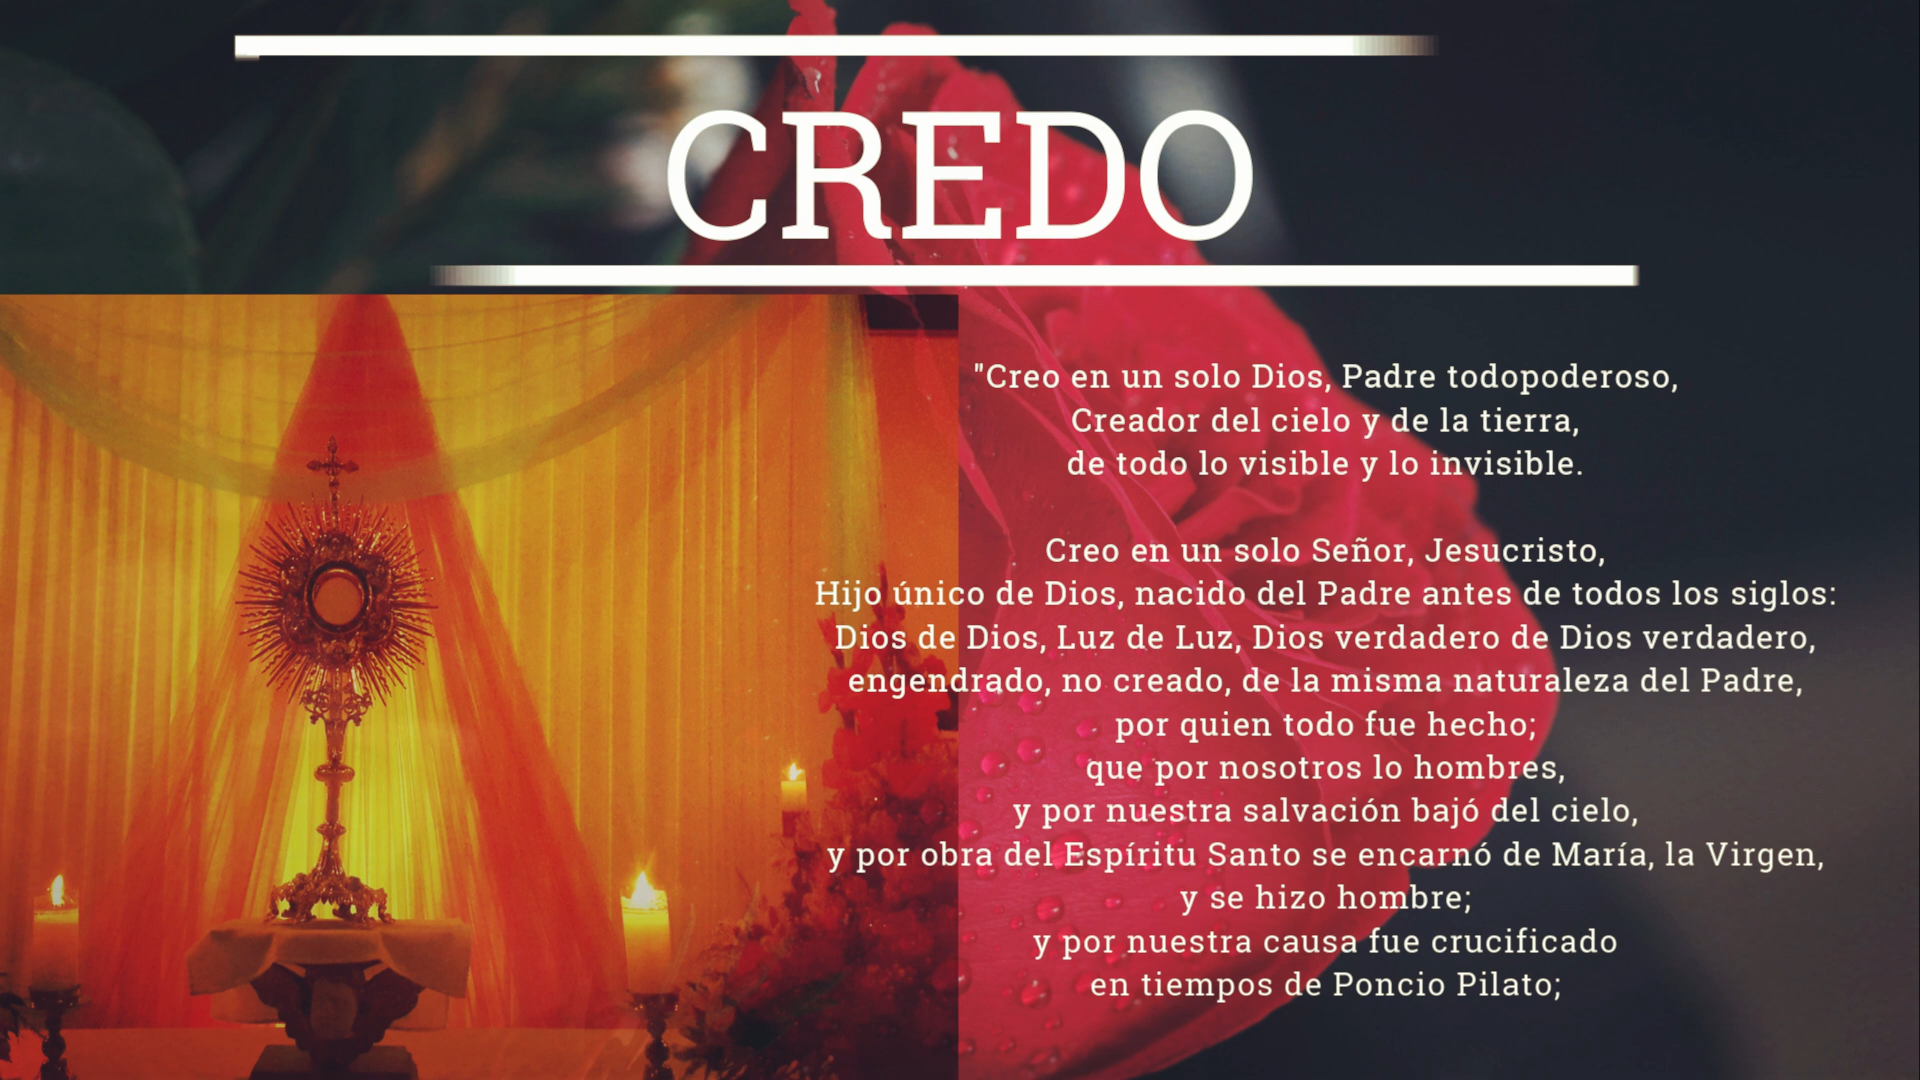 CREDO
"Creo en un solo Dios, Padre todopoderoso,
Creador del cielo y de la tierra,
de todo lo visible y lo invisible.
Creo en un solo Señor, Jesucristo,
Hijo único de Dios, nacido del Padre antes de todos los siglos:
Dios de Dios, Luz de Luz, Dios verdadero de Dios verdadero,
engendrado, no creado, de la misma naturaleza del Padre,
por quien todo fue hecho;
que por nosotros lo hombres,
y por nuestra salvación bajó del cielo,
y por obra del Espíritu Santo se encarnó de María, la Virgen,
y se hizo hombre;
y por nuestra causa fue crucificado
en tiempos de Poncio Pilato;